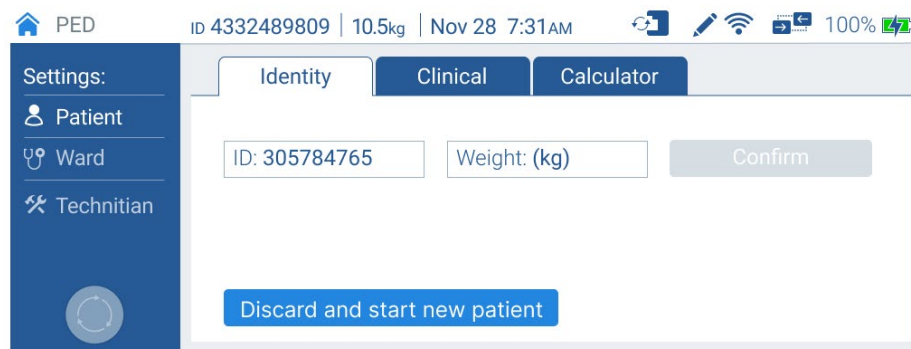 PED ID 4332489809 10.5kg Nov 28 7:31AM 100%
Settings:
Patient
Ward
Technitian
Identity Clinical Calculator
ID: 305784765 Weight: (kg) Confirm
Discard and start new patient